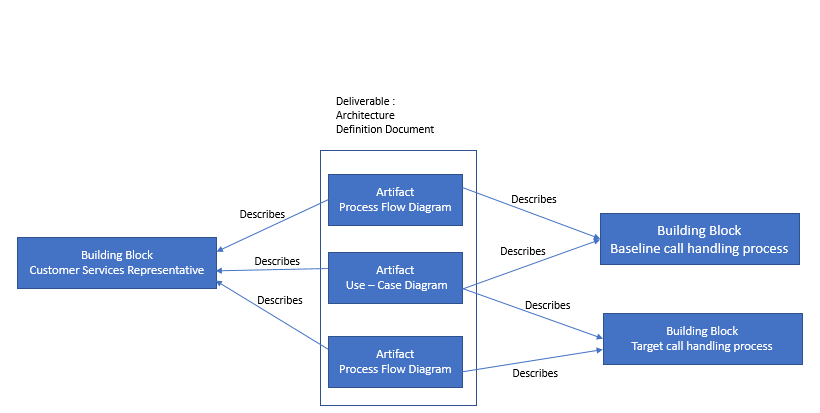 Deliverable :
Architecture
Definition Document
Artifact
Process Flow Diagram
Describes
Describes
Building Block
Customer Services Representative
Describes
Artifact
Use – Case Diagram
Describes
Building Block
Baseline call handling process
Describes
Describes
Building Block
Target call handling process
Artifact
Process Flow Diagram
Describes